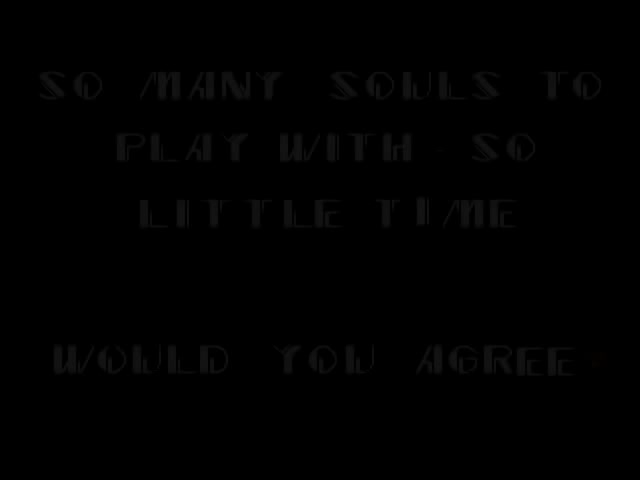 SO MANY SOULS TO
PLAY WITH - SO
LITTLE TIME
WOULD YOU AGREE